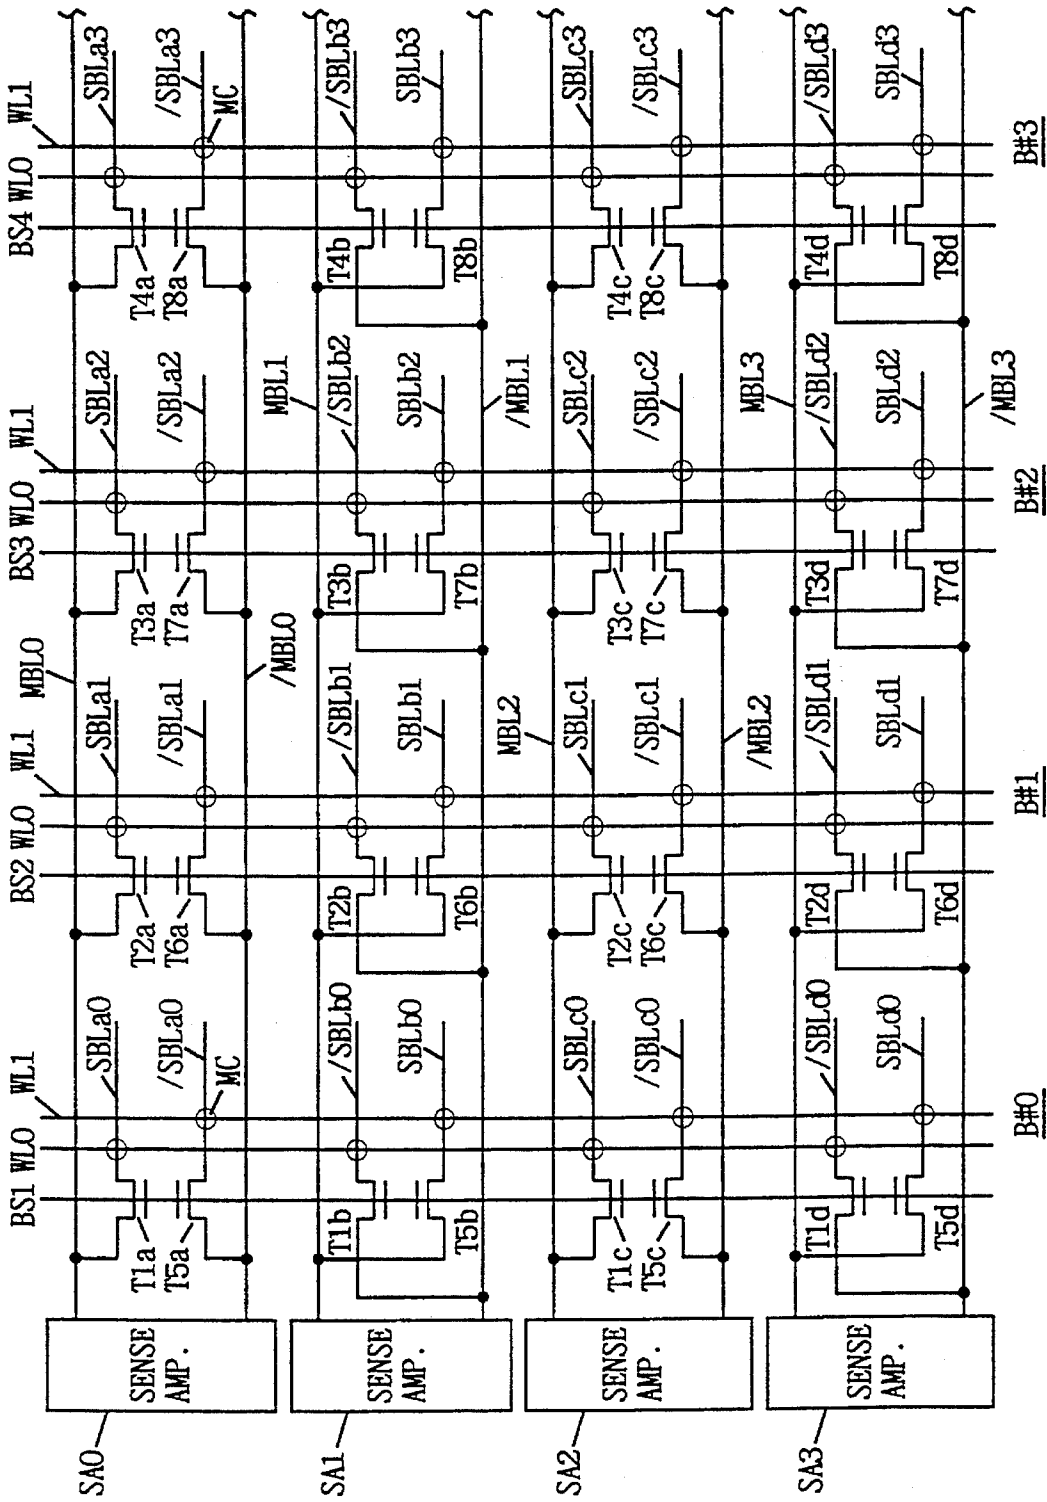 BS1 WL0 WL1
BS2 WL0 WL1
BS3 WL0 WL1
BS4 WL0 WL1
MBL0
SBLa0
SBLa1
SBLa2
SBLa3
T1a
T2a
T3a
T4a
T5a
T6a
T7a
T8a
/SBLa0
/SBLa1
/SBLa2
/SBLa3
MC
MC
SA0
SENSE
AMP.
/MBL0
MBL1
T1b
T2b
T3b
T4b
/SBLb0
/SBLb1
/SBLb2
/SBLb3
SBLb0
SBLb1
SBLb2
SBLb3
T5b
T6b
T7b
T8b
SA1
SENSE
AMP.
/MBL1
MBL2
SBLc0
SBLc1
SBLc2
SBLc3
T1c
T2c
T3c
T4c
T5c
T6c
T7c
T8c
/SBLc0
/SBLc1
/SBLc2
/SBLc3
SA2
SENSE
AMP.
/MBL2
MBL3
T1d
T2d
T3d
T4d
/SBLd0
/SBLd1
/SBLd2
/SBLd3
SBLd0
SBLd1
SBLd2
SBLd3
T5d
T6d
T7d
T8d
SA3
SENSE
AMP.
/MBL3
B#0
B#1
B#2
B#3